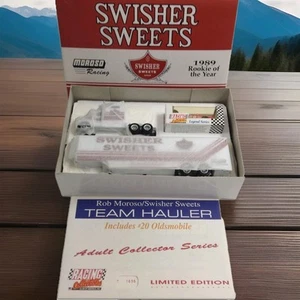 SWISHER
SWEETS
MOROSO
Racing
SWISHER
SWEETS
1989
Rookie of
the Year
SWISHER
SWEETS
Rob Moroso/Swisher Sweets
TEAM HAULER
Includes #20 Oldsmobile
Adult Collector Series
RACING
LIMITED EDITION